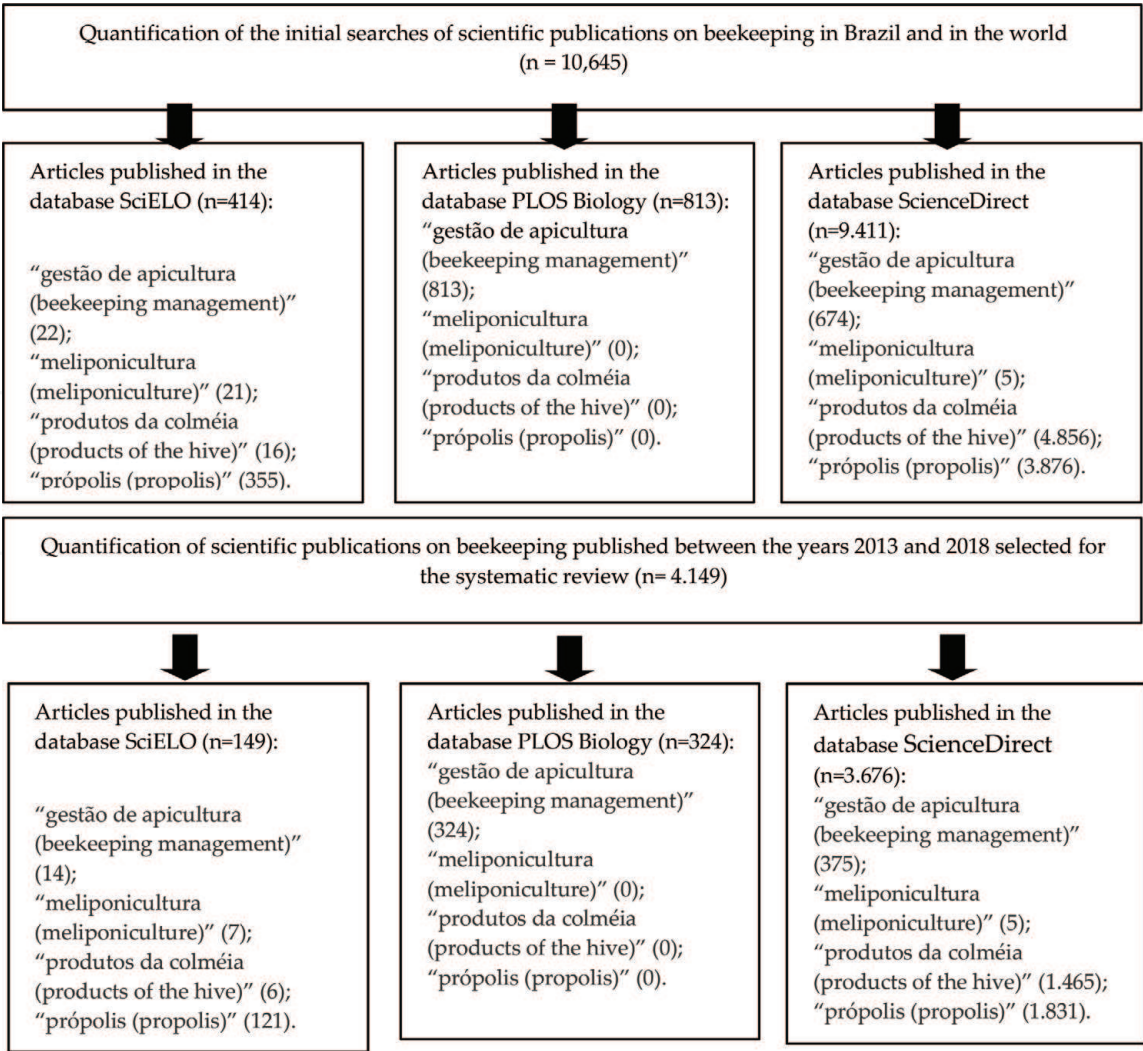 Quantification of the initial searches of scientific publications on beekeeping in Brazil and in the world
(n = 10,645)
Articles published in the
database SciELO (n=414):
“gestão de apicultura
(beekeeping management)”
(22);
“meliponicultura
(meliponiculture)” (21);
“produtos da colméia
(products of the hive)” (16);
“própolis (propolis)” (355).
Articles published in the
database PLOS Biology (n=813):
“gestão de apicultura
(beekeeping management)”
(813);
“meliponicultura
(meliponiculture)” (0);
“produtos da colméia
(products of the hive)” (0);
“própolis (propolis)” (0).
Articles published in the
database ScienceDirect
(n=9.411):
“gestão de apicultura
(beekeeping management)”
(674);
“meliponicultura
(meliponiculture)” (5);
“produtos da colméia
(products of the hive)” (4.856);
“própolis (propolis)” (3.876).
Quantification of scientific publications on beekeeping published between the years 2013 and 2018 selected for
the systematic review (n= 4.149)
Articles published in the
database SciELO (n=149):
“gestão de apicultura
(beekeeping management)”
(14);
“meliponicultura
(meliponiculture)” (7);
“produtos da colméia
(products of the hive)” (6);
“própolis (propolis)” (121).
Articles published in the
database PLOS Biology (n=324):
“gestão de apicultura
(beekeeping management)”
(324);
“meliponicultura
(meliponiculture)” (0);
“produtos da colméia
(products of the hive)” (0);
“própolis (propolis)” (0).
Articles published in the
database ScienceDirect
(n=3.676):
“gestão de apicultura
(beekeeping management)”
(375);
“meliponicultura
(meliponiculture)” (5);
“produtos da colméia
(products of the hive)” (1.465);
“própolis (propolis)” (1.831).